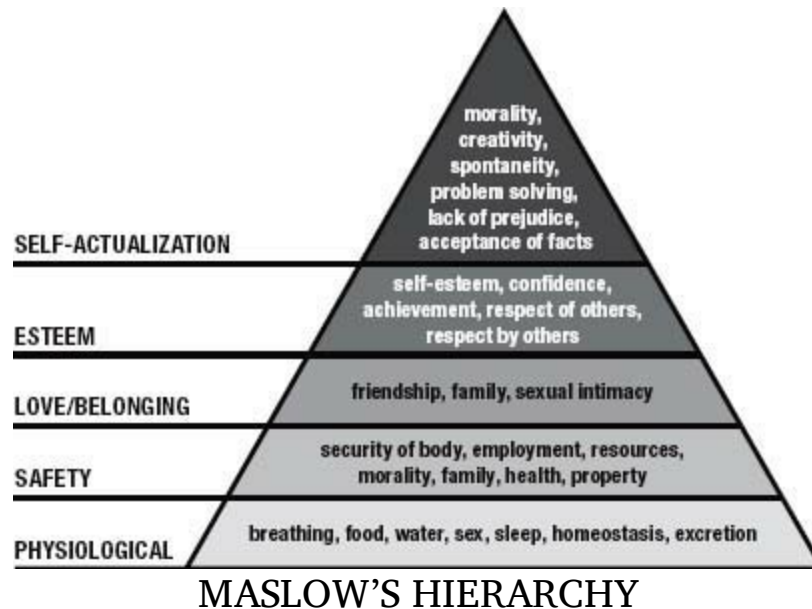 morality,
creativity,
spontaneity,
problem solving,
lack of prejudice,
acceptance of facts
SELF-ACTUALIZATION
self-esteem, confidence,
achievement, respect of others,
respect by others
ESTEEM
friendship, family, sexual intimacy
LOVE/BELONGING
security of body, employment, resources,
morality, family, health, property
SAFETY
breathing, food, water, sex, sleep, homeostasis, excretion
PHYSIOLOGICAL
MASLOW'S HIERARCHY